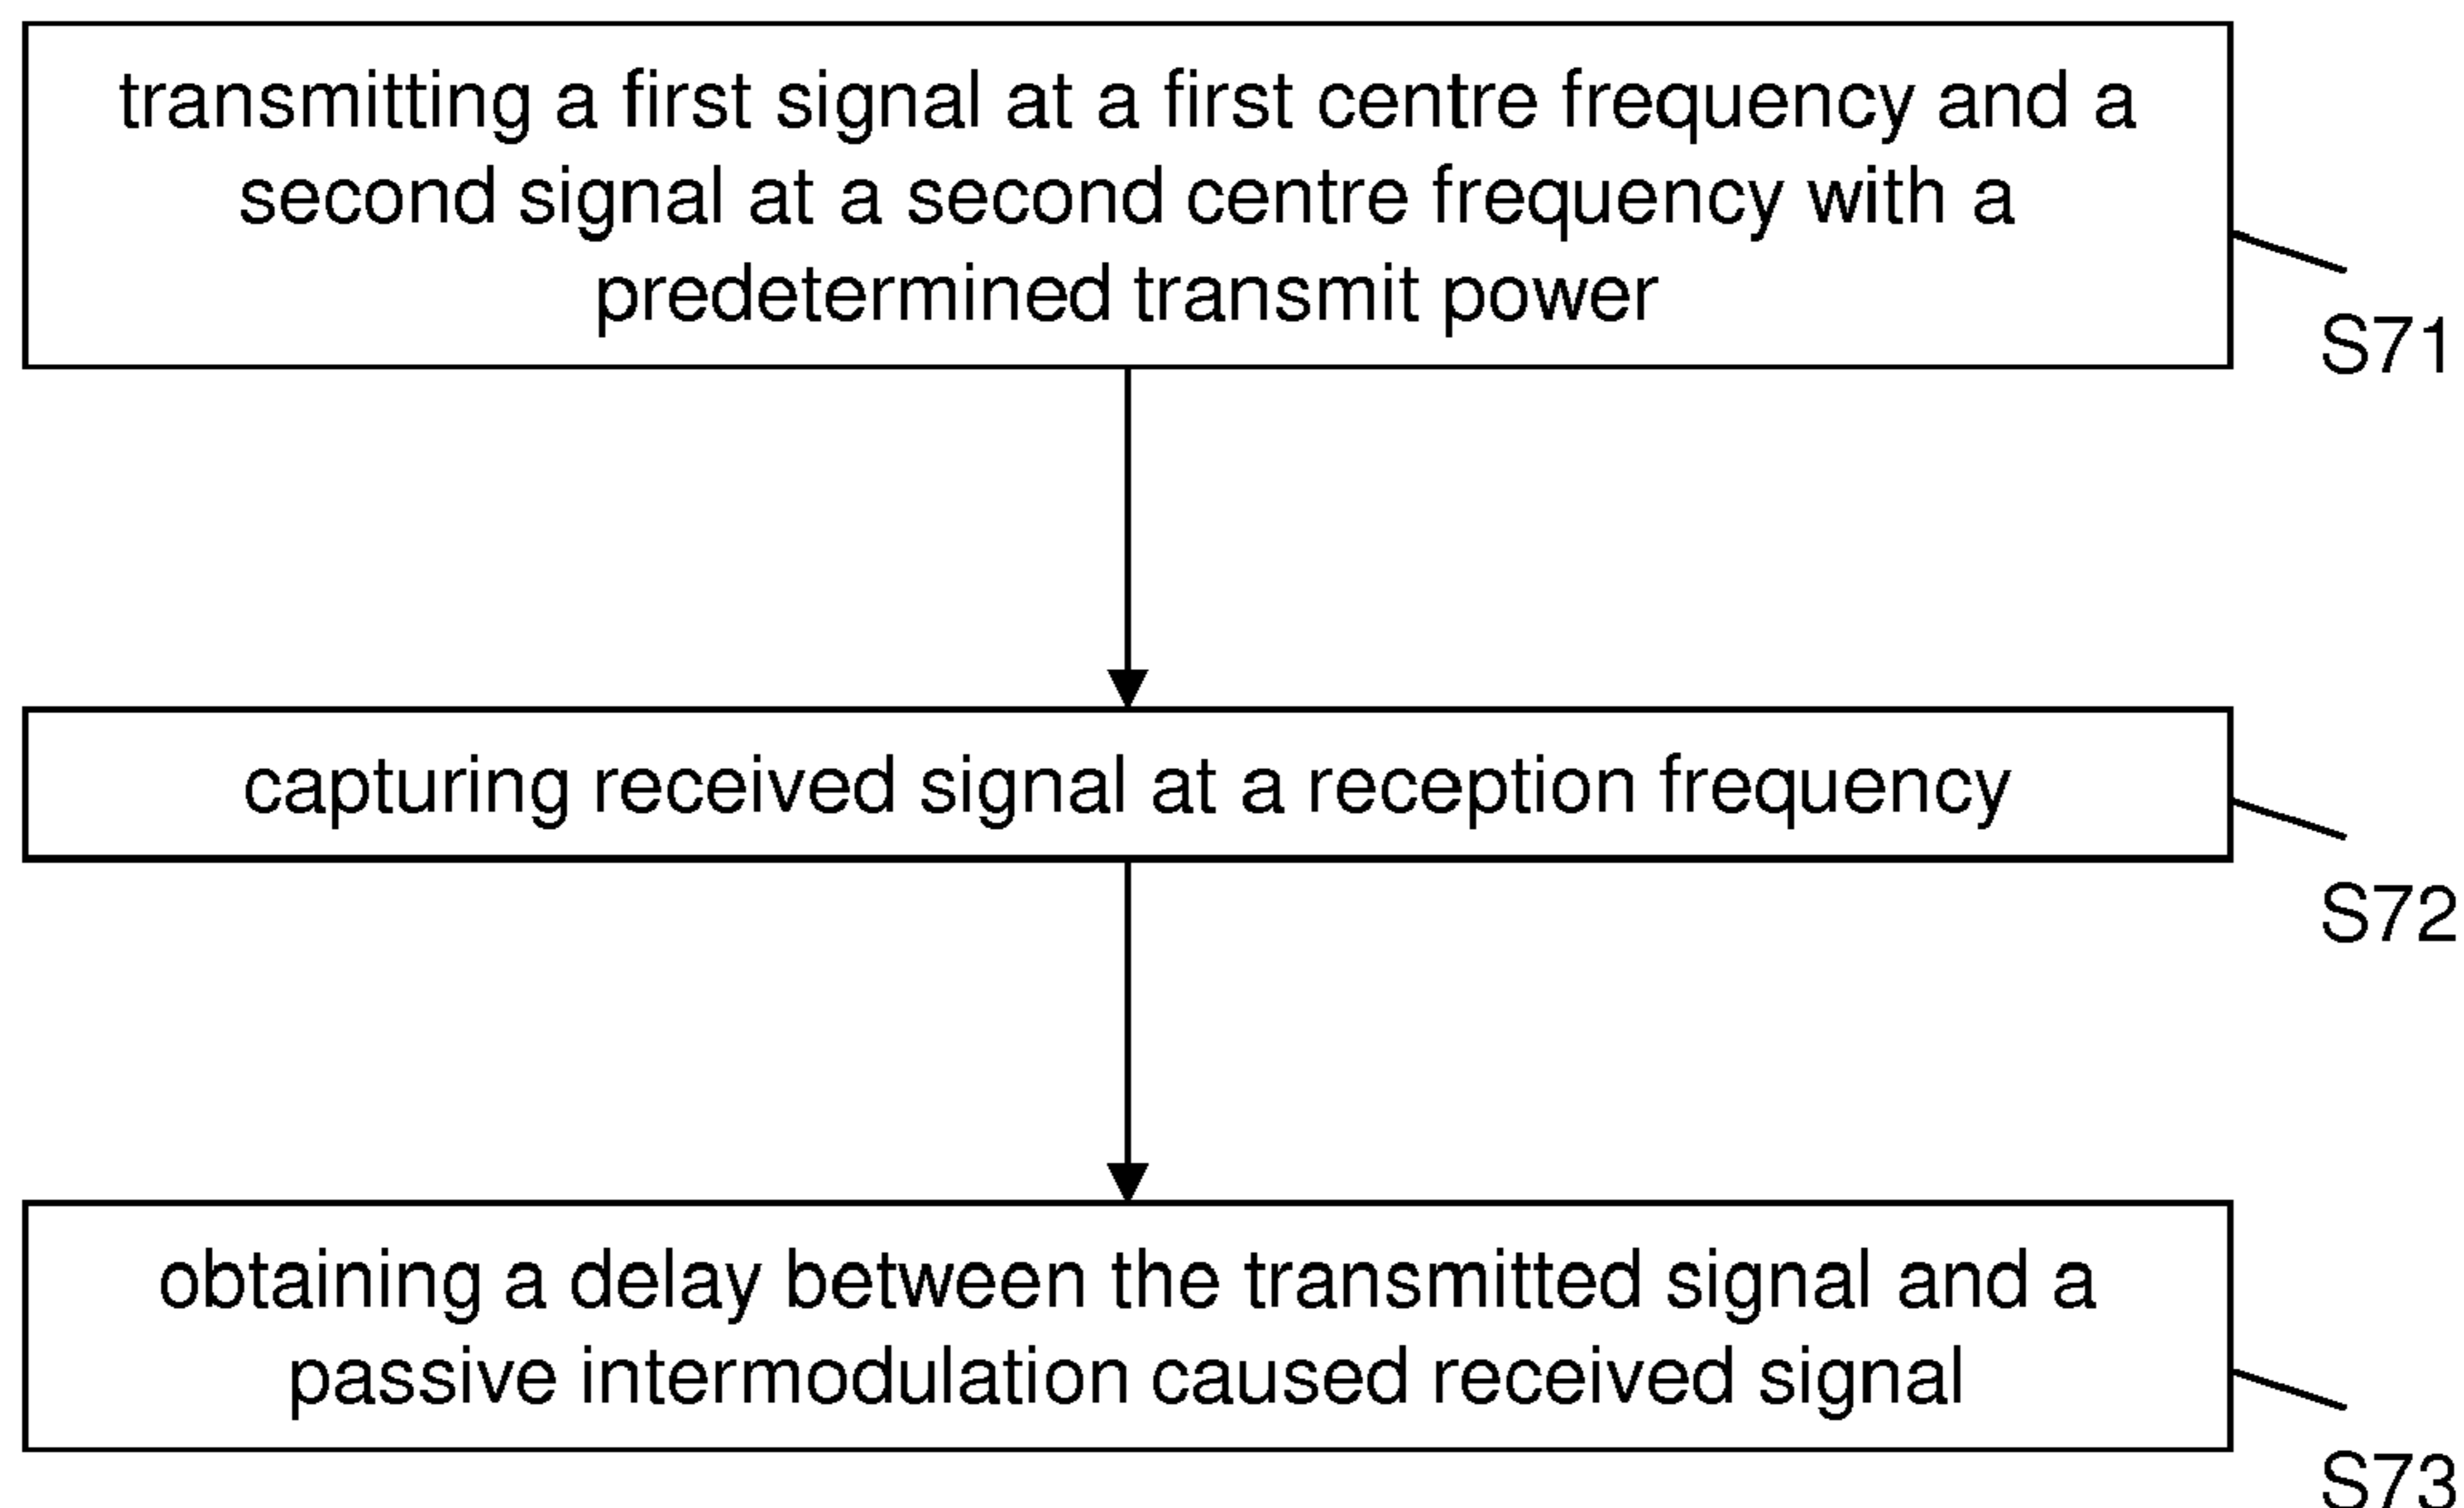 transmitting a first signal at a first centre frequency and a
second signal at a second centre frequency with a
predetermined transmit power
S71
capturing received signal at a reception frequency
S72
obtaining a delay between the transmitted signal and a
passive intermodulation caused received signal
S73